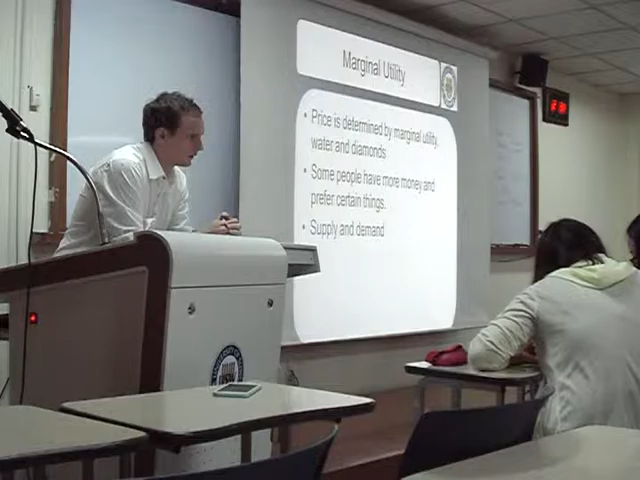 Marginal Utility
• Price is determined by marginal utility,
water and diamonds
• Some people have more money and
prefer certain things.
• Supply and demand